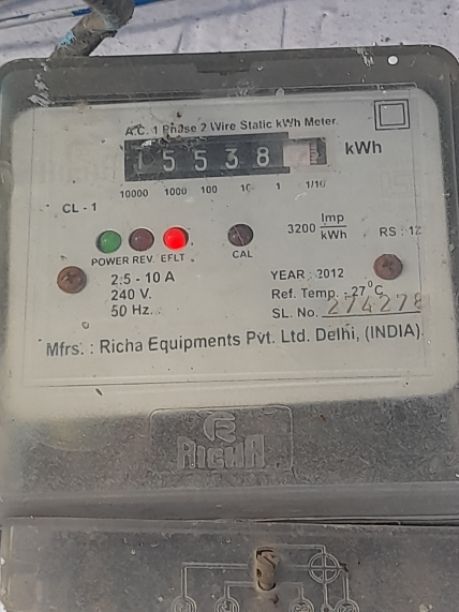 A.C. 1 Phase 2 Wire Static kWh Meter.
15538 kWh
10000 1000 100 10 1 1/10
CL - 1
3200 Imp/kWh
RS : 12
POWER REV. EFLT .
CAL
2.5 - 10 A
240 V.
50 Hz.
YEAR : 2012
Ref. Temp. - 27°C
SL. No. 274278
Mfrs. : Richa Equipments Pvt. Ltd. Delhi, (INDIA).
RICHA